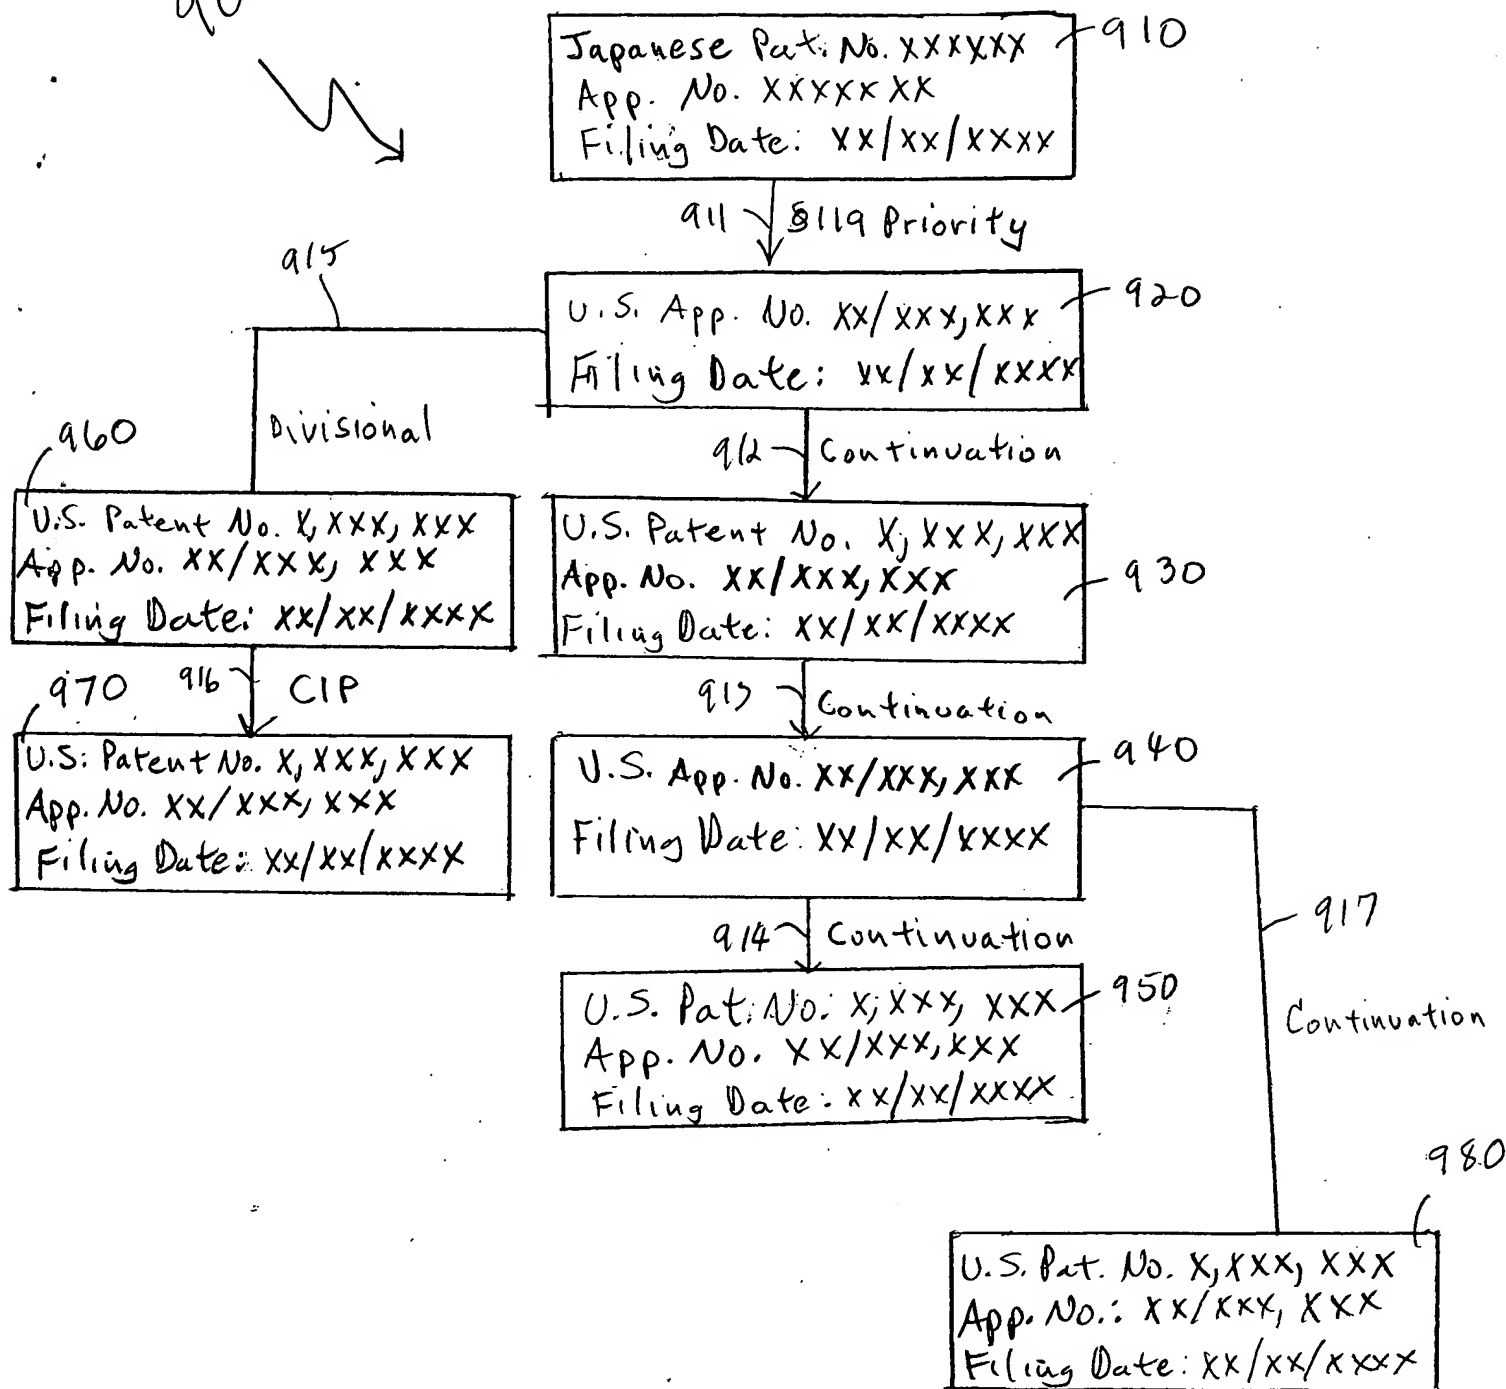 Japanese Pat. No. XXXXXX
App. No. XXXXX XX
Filing Date: XX/XX/XXXX
910
911
§119 Priority
915
U.S. App. No. XX/XXX,XXX
Filing Date: XX/XX/XXXX
920
Divisional
912
Continuation
960
U.S. Patent No. X,XXX,XXX
App. No. XX/XXX, XXX
Filing Date: XX/XX/XXXX
U.S. Patent No. X,XXX,XXX
App. No. XX/XXX,XXX
Filing Date: XX/XX/XXXX
930
916
CIP
Continuation
970
U.S. Patent No. X,XXX,XXX
App. No. XX/XXX, XXX
Filing Date: XX/XX/XXXX
U.S. App. No. XX/XXX,XXX
Filing Date: XX/XX/XXXX
940
914
Continuation
917
Continuation
U.S. Pat. No. X,XXX, XXX
App. No. XX/XXX,XXX
Filing Date: XX/XX/XXXX
950
980
U.S. Pat. No. X,XXX, XXX
App. No.: XX/XXX, XXX
Filing Date: XX/XX/XXXX